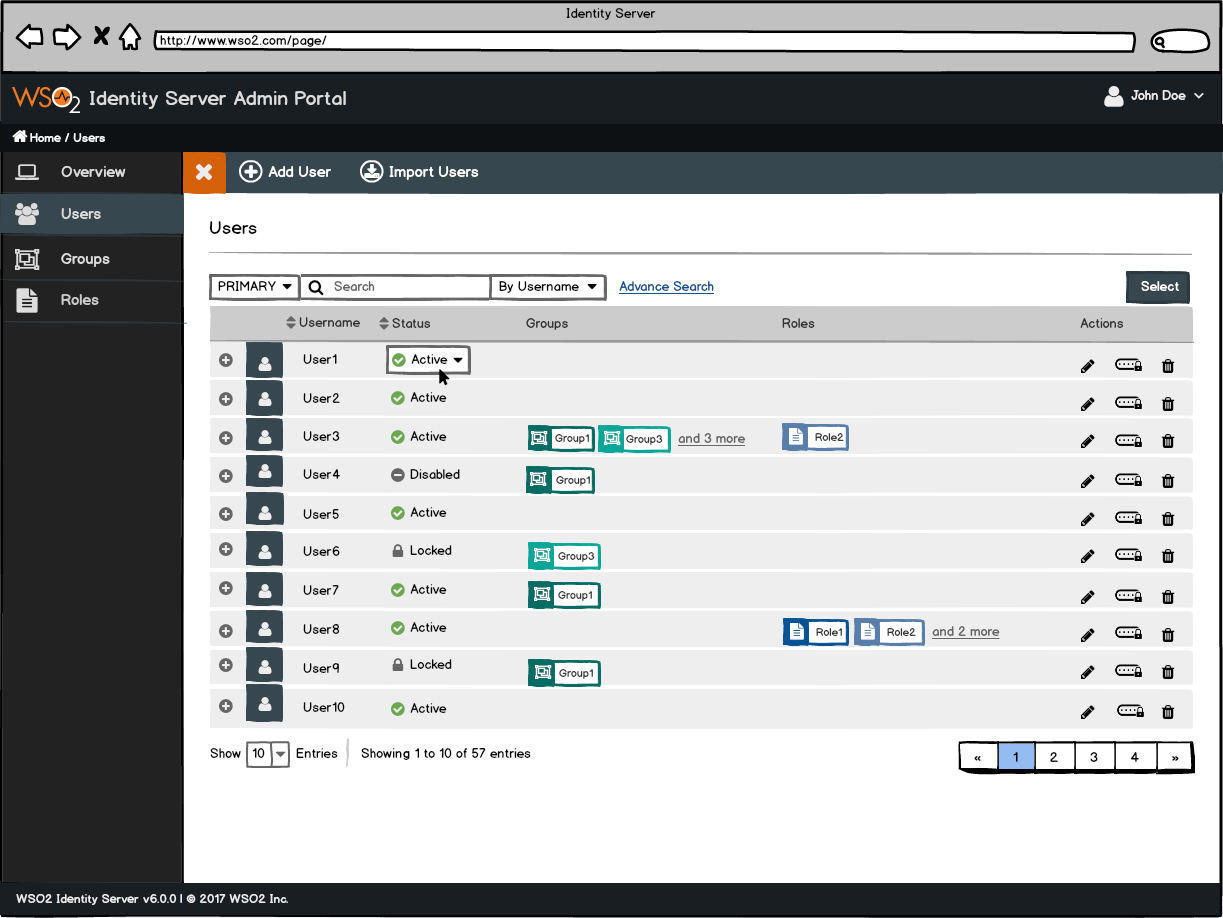 Identity Server
http://www.wso2.com/page/
WSO2 Identity Server Admin Portal
John Doe
Home / Users
Overview
Users
Groups
Roles
Add User
Import Users
Users
PRIMARY Search By Username Advance Search Select
Username Status Groups Roles Actions
User1 Active
User2 Active
User3 Active Group1 Group3 and 3 more Role2
User4 Disabled Group1
User5 Active
User6 Locked Group3
User7 Active Group1
User8 Active Role1 Role2 and 2 more
User9 Locked Group1
User10 Active
Show 10 Entries Showing 1 to 10 of 57 entries « 1 2 3 4 »
WSO2 Identity Server v6.0.0 | © 2017 WSO2 Inc.